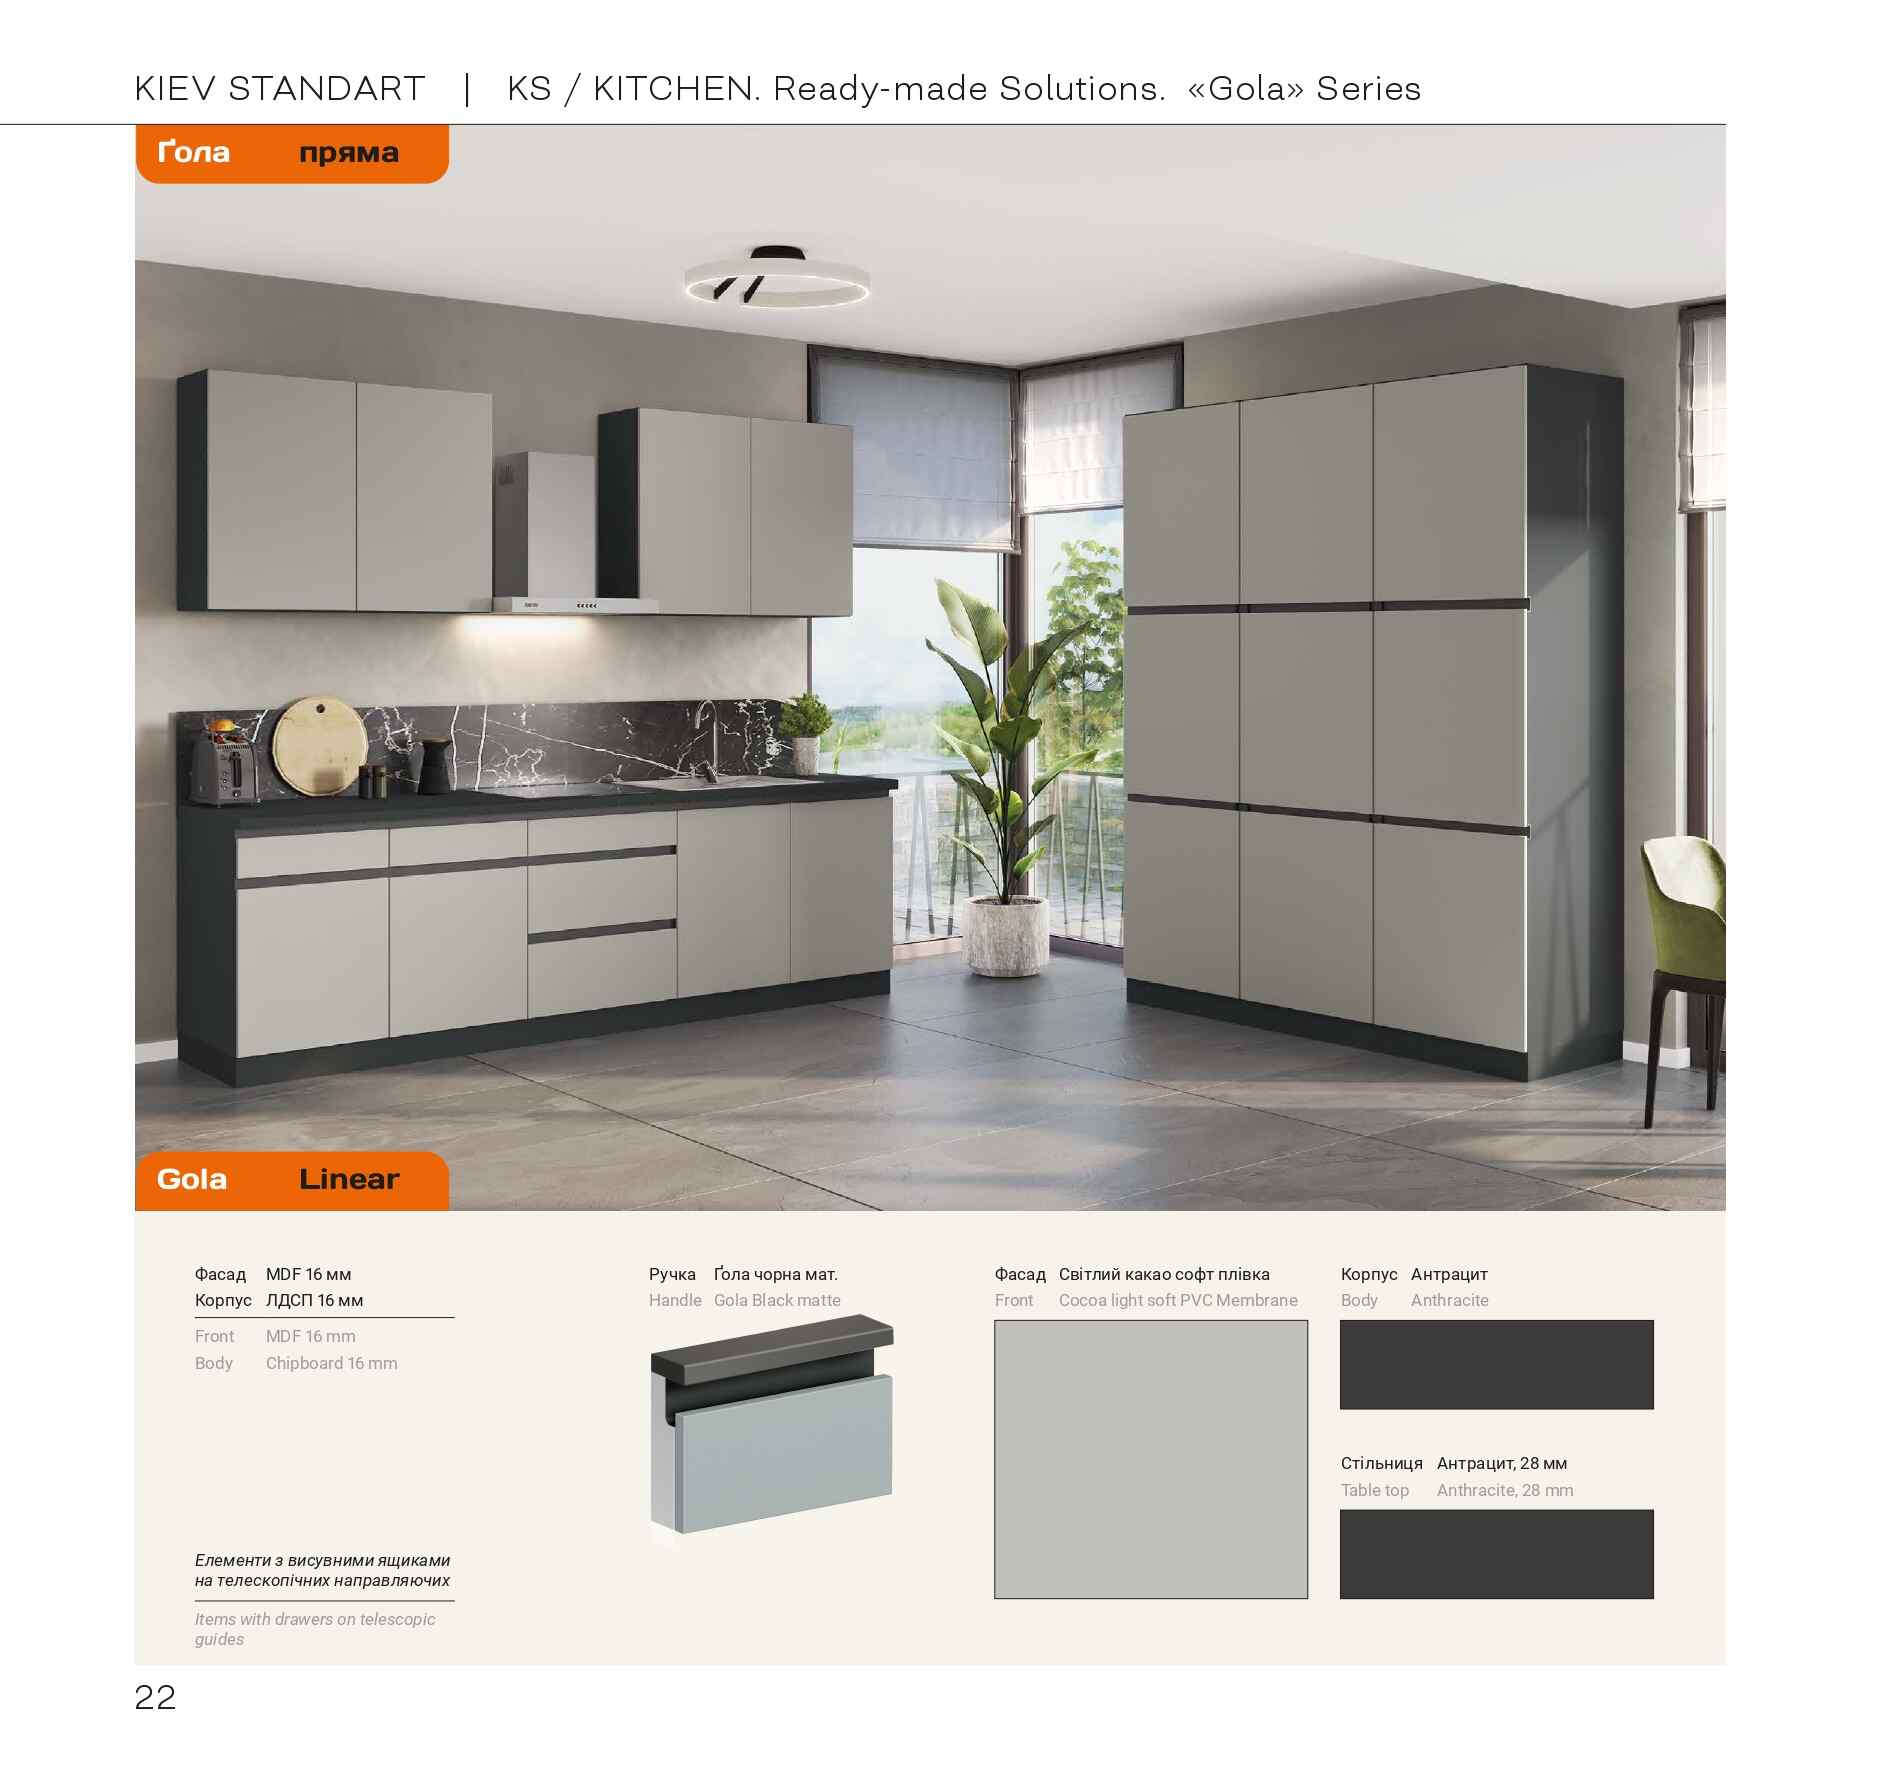 KIEV STANDART | KS / KITCHEN. Ready-made Solutions. «Gola» Series
Ґола пряма
Gola Linear
Фасад MDF 16 мм
Корпус ЛДСП 16 мм
Front MDF 16 mm
Body Chipboard 16 mm
Елементи з висувними ящиками
на телескопічних направляючих
Items with drawers on telescopic
guides
Ручка Ґола чорна мат.
Handle Gola Black matte
Фасад Світлий какао софт плівка
Front Cocoa light soft PVC Membrane
Корпус Антрацит
Body Anthracite
Стільниця Антрацит, 28 мм
Table top Anthracite, 28 mm
22